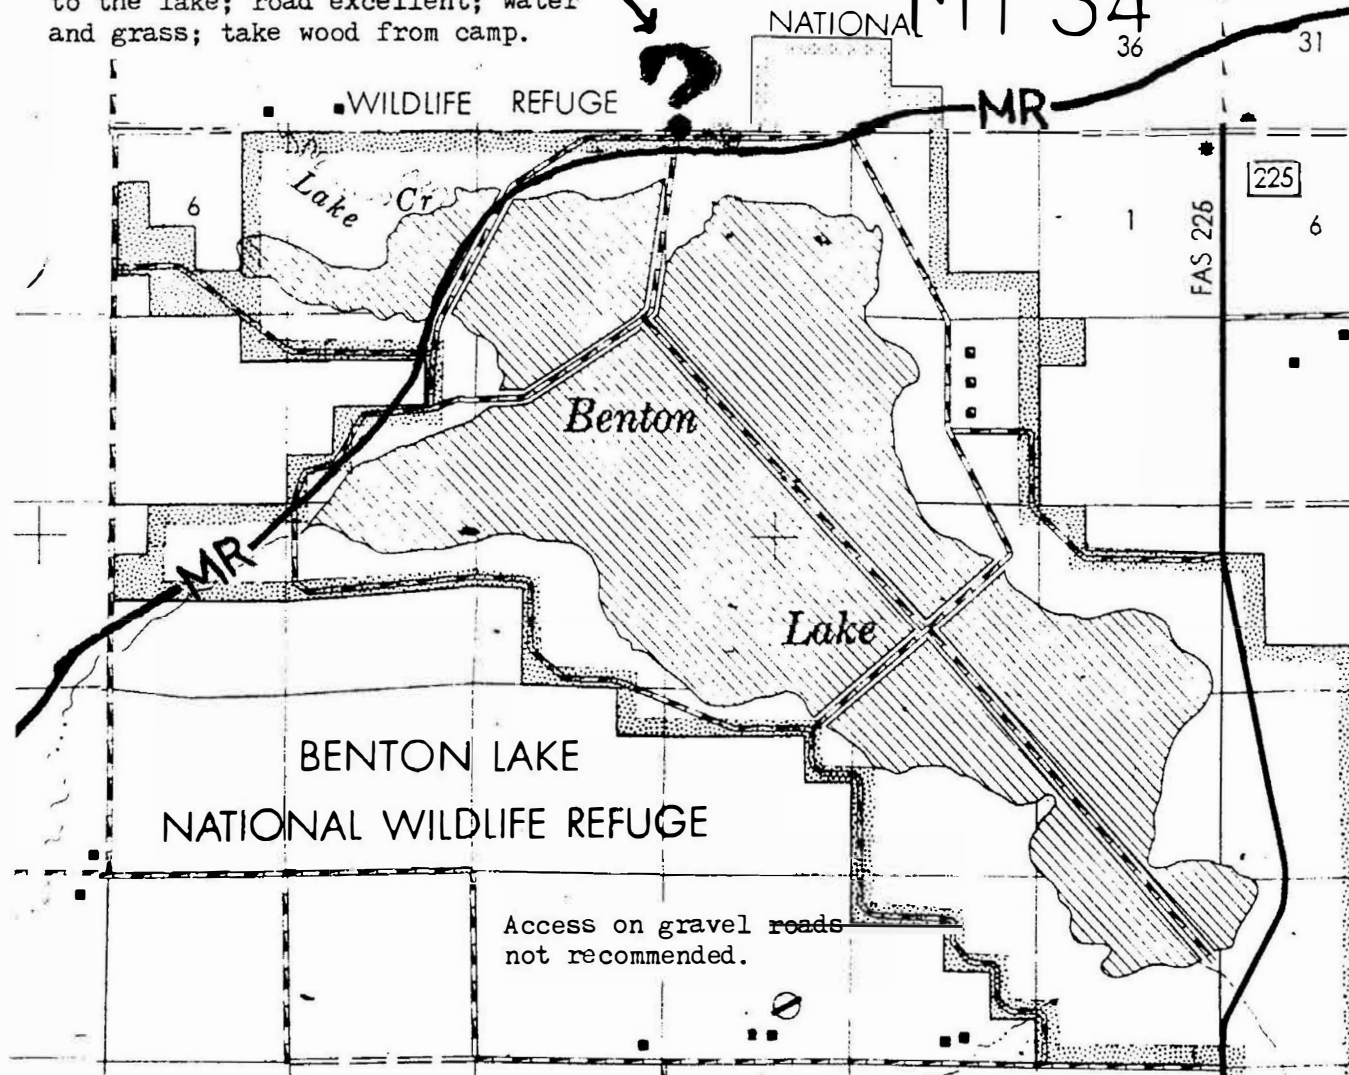 to the lake; road excellent; water
and grass; take wood from camp.
NATIONAL
MT 34
36
31
?
WILDLIFE REFUGE
MR
225
Lake Cr
6
FAS 226
1
6
Benton
MR
Lake
BENTON LAKE
NATIONAL WILDLIFE REFUGE
Access on gravel roads
not recommended.